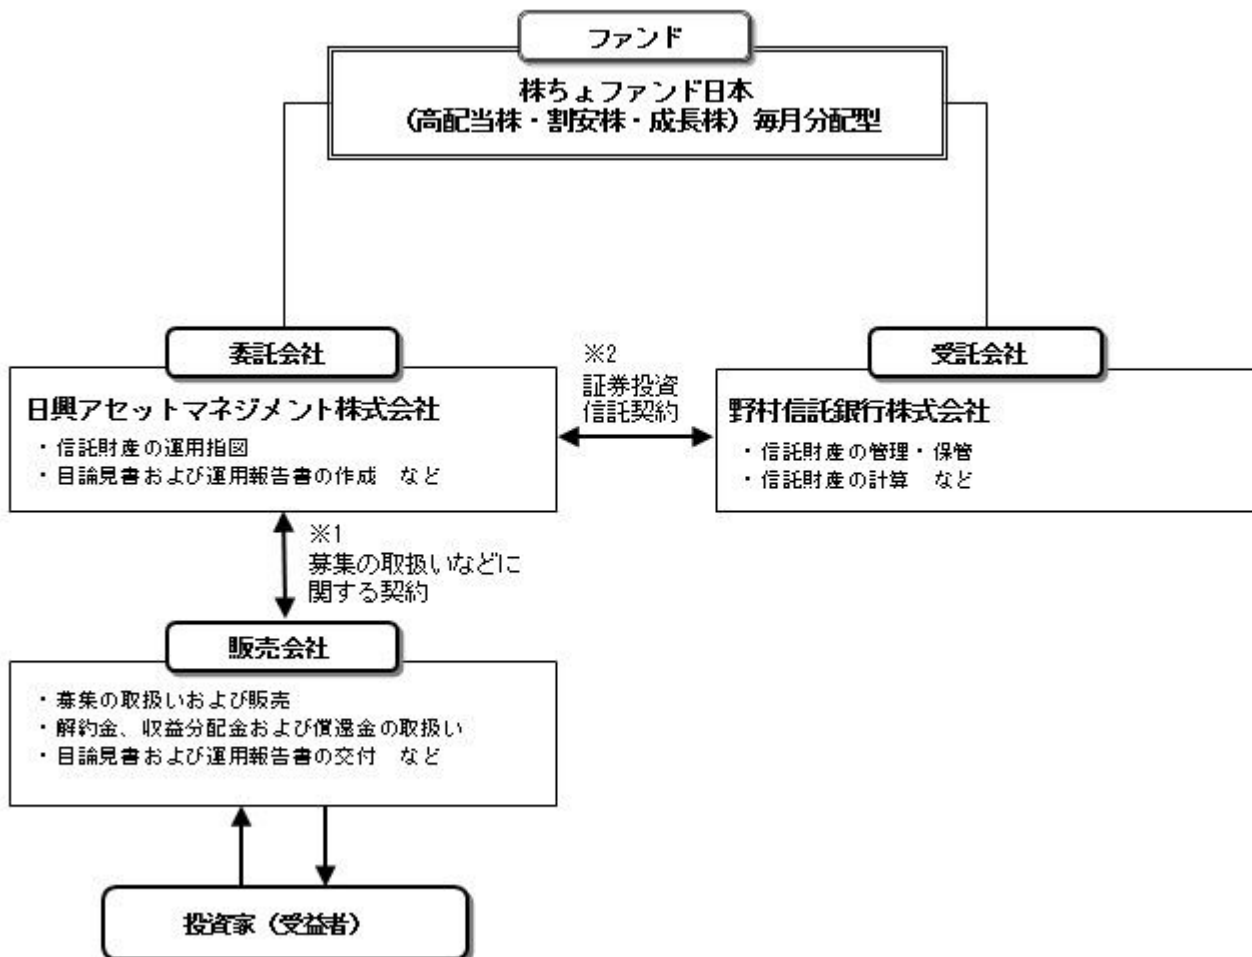 ファンド
株ちょファンド日本
（高配当株・割安株・成長株）毎月分配型
委託会社
日興アセットマネジメント株式会社
・信託財産の運用指図
・目論見書および運用報告書の作成　など
※2
証券投資
信託契約
受託会社
野村信託銀行株式会社
・信託財産の管理・保管
・信託財産の計算　など
※1
募集の取扱いなどに
関する契約
販売会社
・募集の取扱いおよび販売
・解約金、収益分配金および償還金の取扱い
・目論見書および運用報告書の交付　など
投資家（受益者）